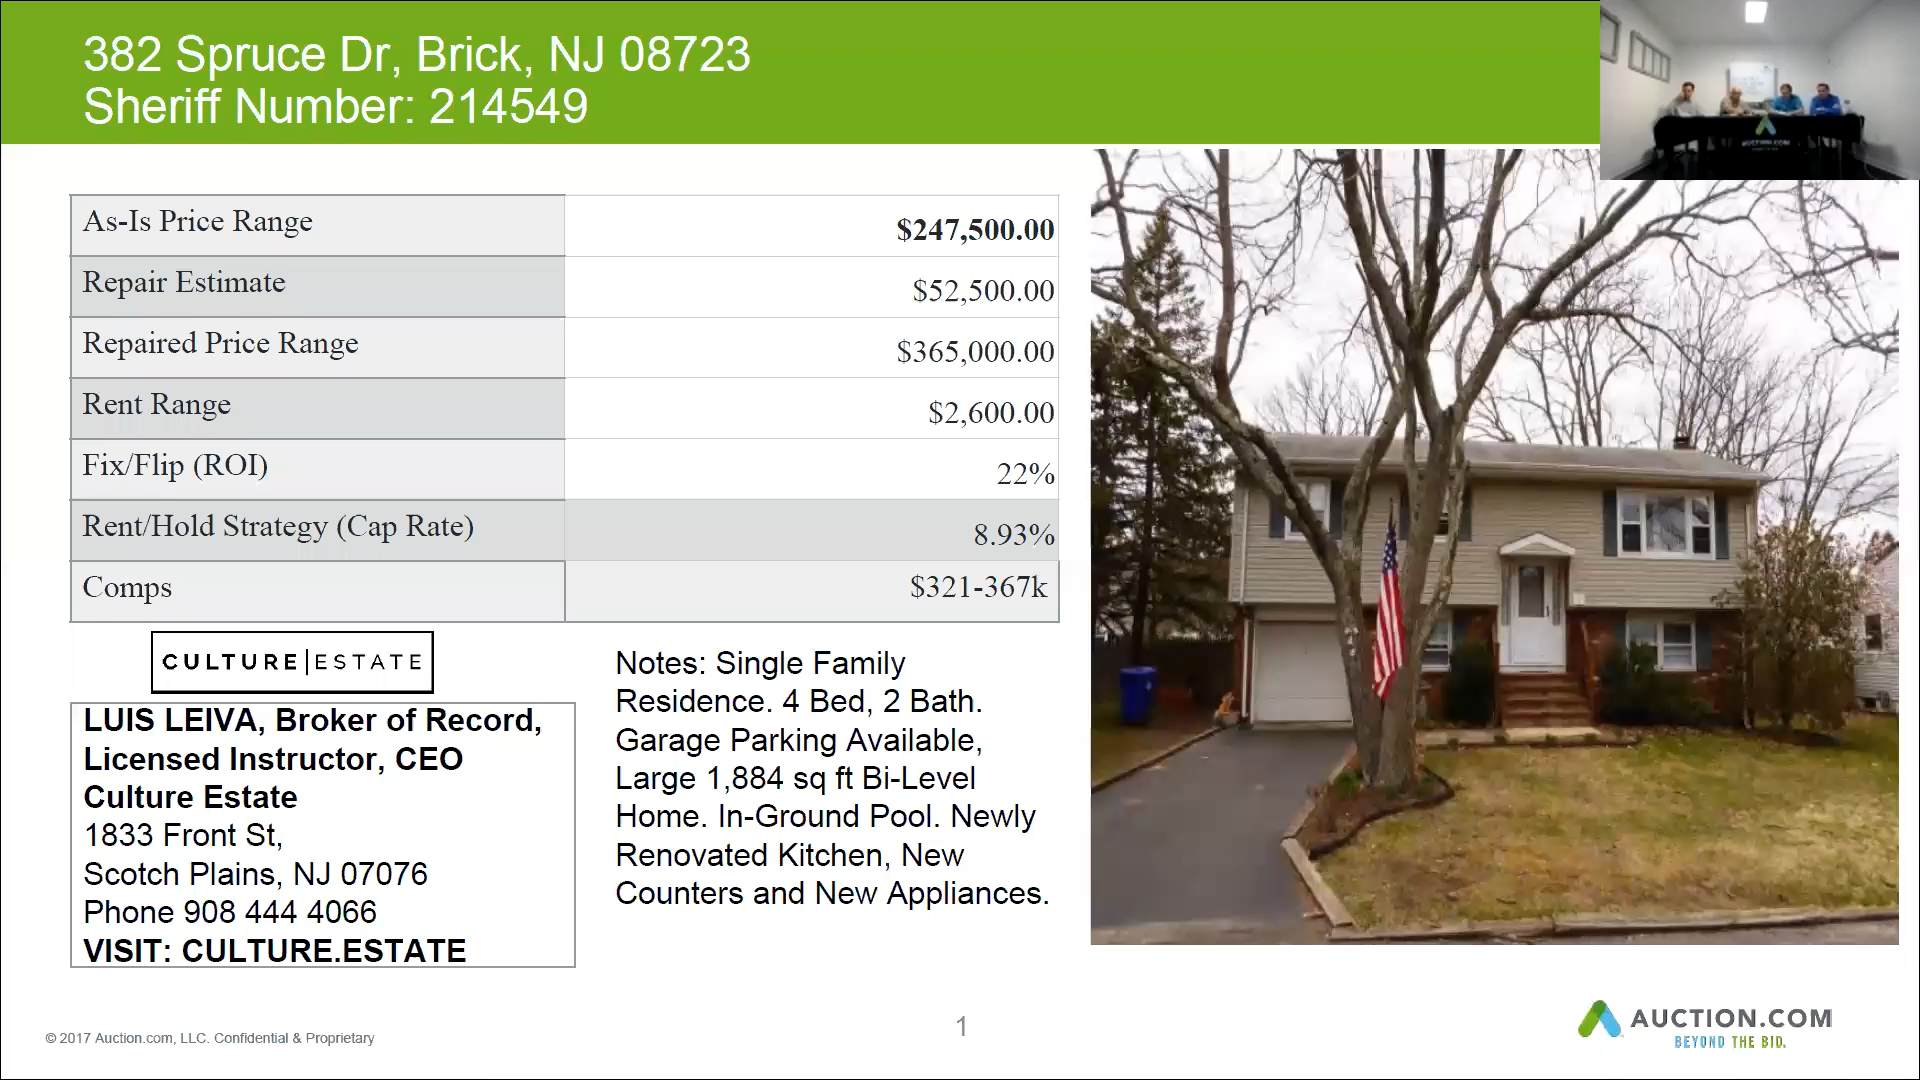 382 Spruce Dr, Brick, NJ 08723
Sheriff Number: 214549
As-Is Price Range
$247,500.00
Repair Estimate
$52,500.00
Repaired Price Range
$365,000.00
Rent Range
$2,600.00
Fix/Flip (ROI)
22%
Rent/Hold Strategy (Cap Rate)
8.93%
Comps
$321-367k
CULTURE|ESTATE
LUIS LEIVA, Broker of Record,
Licensed Instructor, CEO
Culture Estate
1833 Front St,
Scotch Plains, NJ 07076
Phone 908 444 4066
VISIT: CULTURE.ESTATE
Notes: Single Family
Residence. 4 Bed, 2 Bath.
Garage Parking Available,
Large 1,884 sq ft Bi-Level
Home. In-Ground Pool. Newly
Renovated Kitchen, New
Counters and New Appliances.
AUCTION.COM
© 2017 Auction.com, LLC. Confidential & Proprietary
1
AUCTION.COM
BEYOND THE BID.